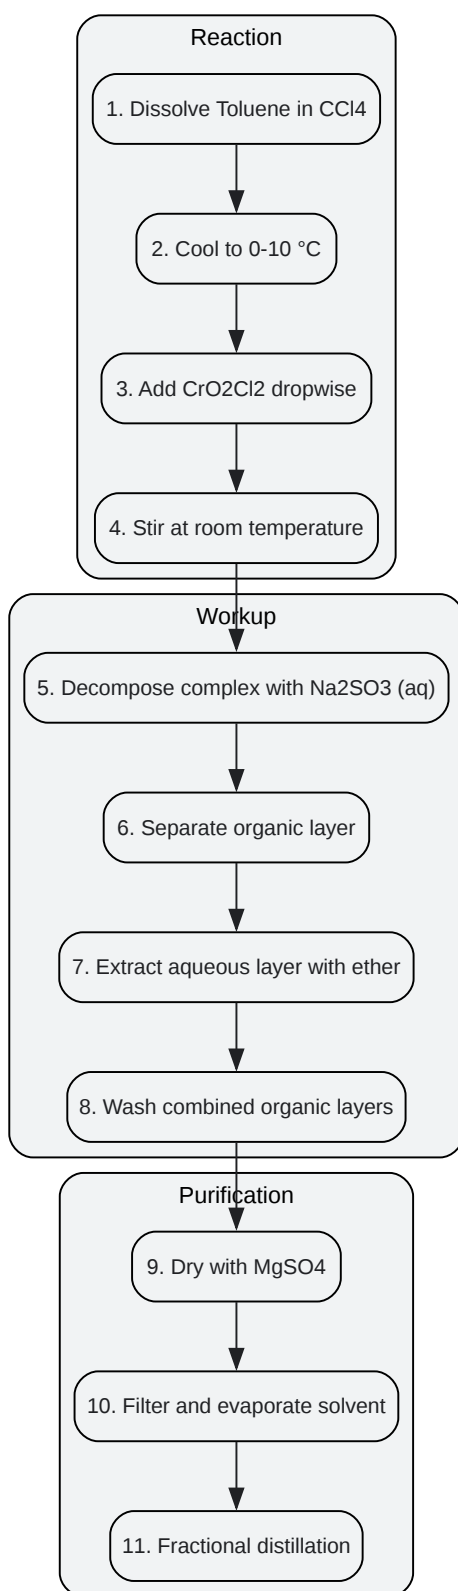 Reaction
1. Dissolve Toluene in CCl4
2. Cool to 0-10 °C
3. Add CrO2Cl2 dropwise
4. Stir at room temperature
Workup
5. Decompose complex with Na2SO3 (aq)
6. Separate organic layer
7. Extract aqueous layer with ether
8. Wash combined organic layers
Purification
9. Dry with MgSO4
10. Filter and evaporate solvent
11. Fractional distillation